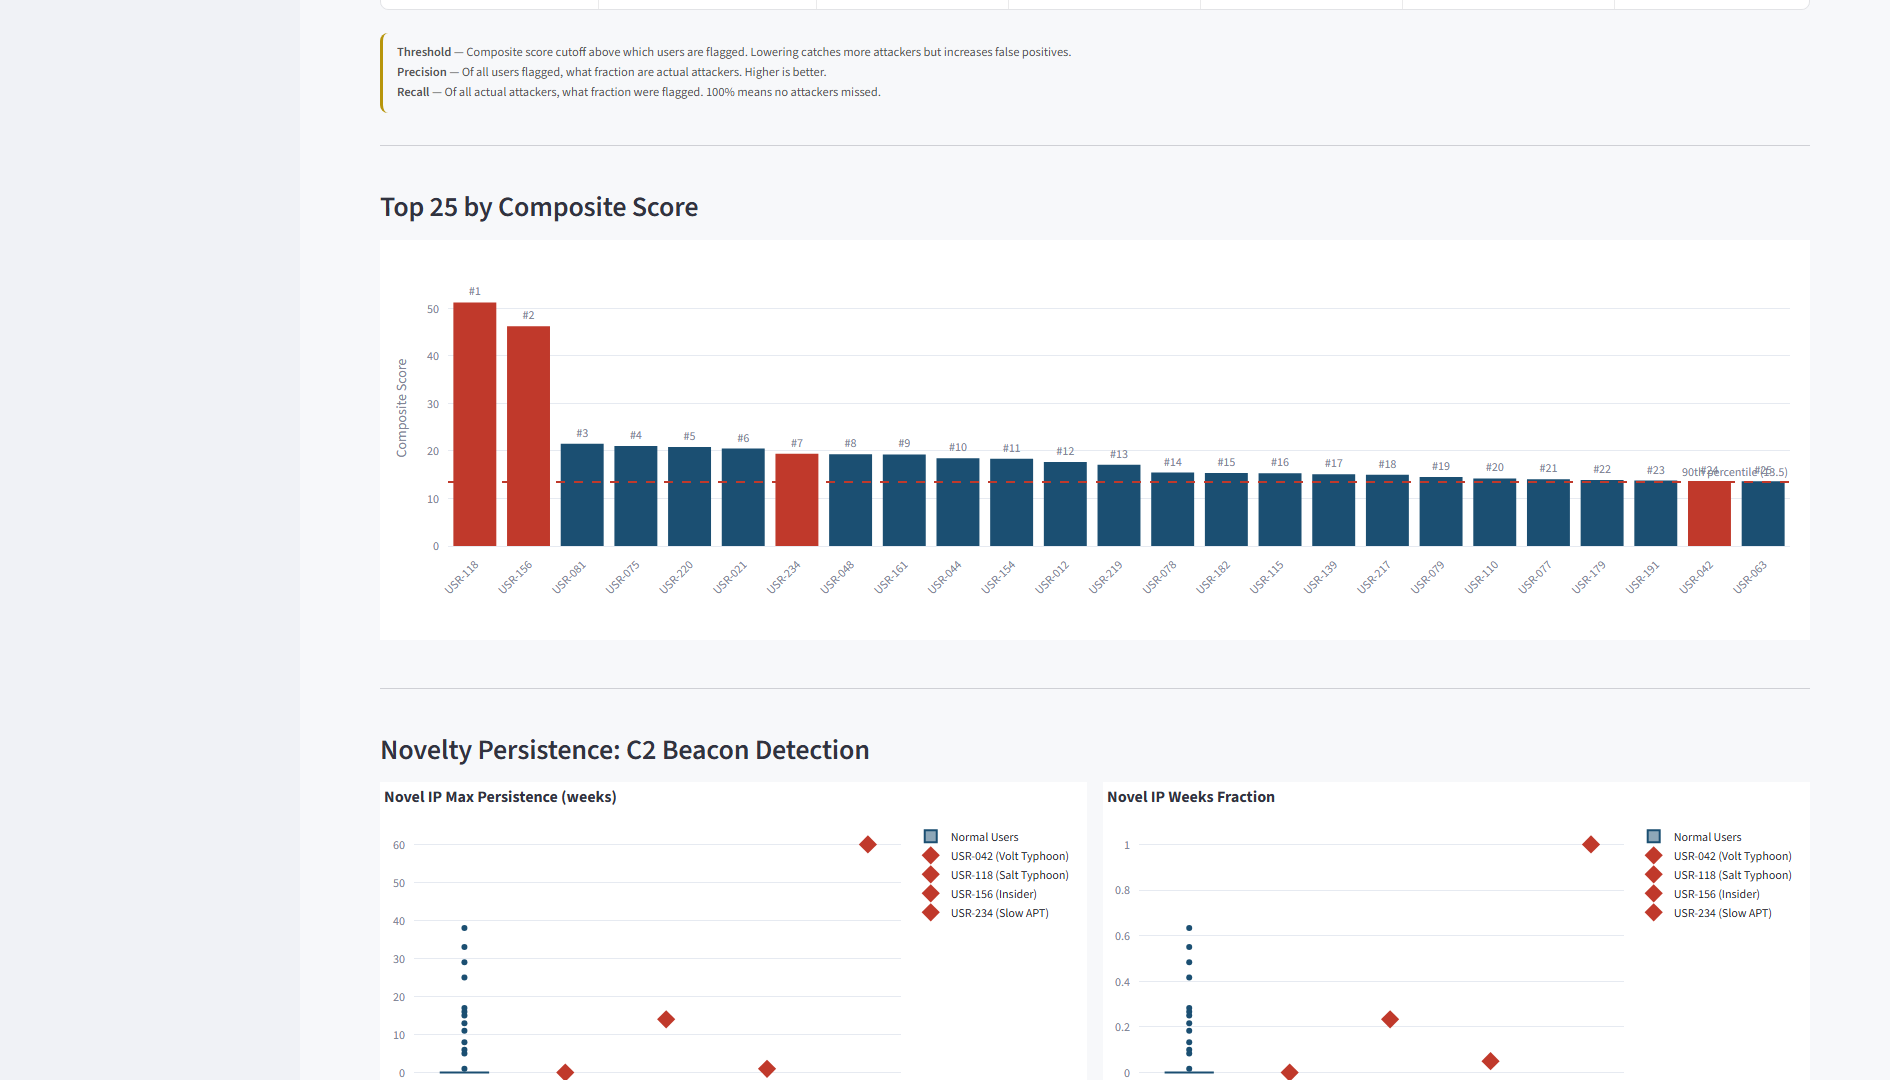 Threshold — Composite score cutoff above which users are flagged. Lowering catches more attackers but increases false positives.
Precision — Of all users flagged, what fraction are actual attackers. Higher is better.
Recall — Of all actual attackers, what fraction were flagged. 100% means no attackers missed.
Top 25 by Composite Score
Composite Score
50
40
30
20
10
0
#1
#2
#3
#4
#5
#6
#7
#8
#9
#10
#11
#12
#13
#14
#15
#16
#17
#18
#19
#20
#21
#22
#23
#24
#25
90th percentile (13.5)
USR-118
USR-156
USR-081
USR-075
USR-220
USR-021
USR-234
USR-048
USR-161
USR-044
USR-154
USR-012
USR-219
USR-078
USR-182
USR-115
USR-139
USR-217
USR-079
USR-110
USR-077
USR-179
USR-191
USR-042
USR-063
Novelty Persistence: C2 Beacon Detection
Novel IP Max Persistence (weeks)
60
50
40
30
20
10
0
Normal Users
USR-042 (Volt Typhoon)
USR-118 (Salt Typhoon)
USR-156 (Insider)
USR-234 (Slow APT)
Novel IP Weeks Fraction
1
0.8
0.6
0.4
0.2
0
Normal Users
USR-042 (Volt Typhoon)
USR-118 (Salt Typhoon)
USR-156 (Insider)
USR-234 (Slow APT)